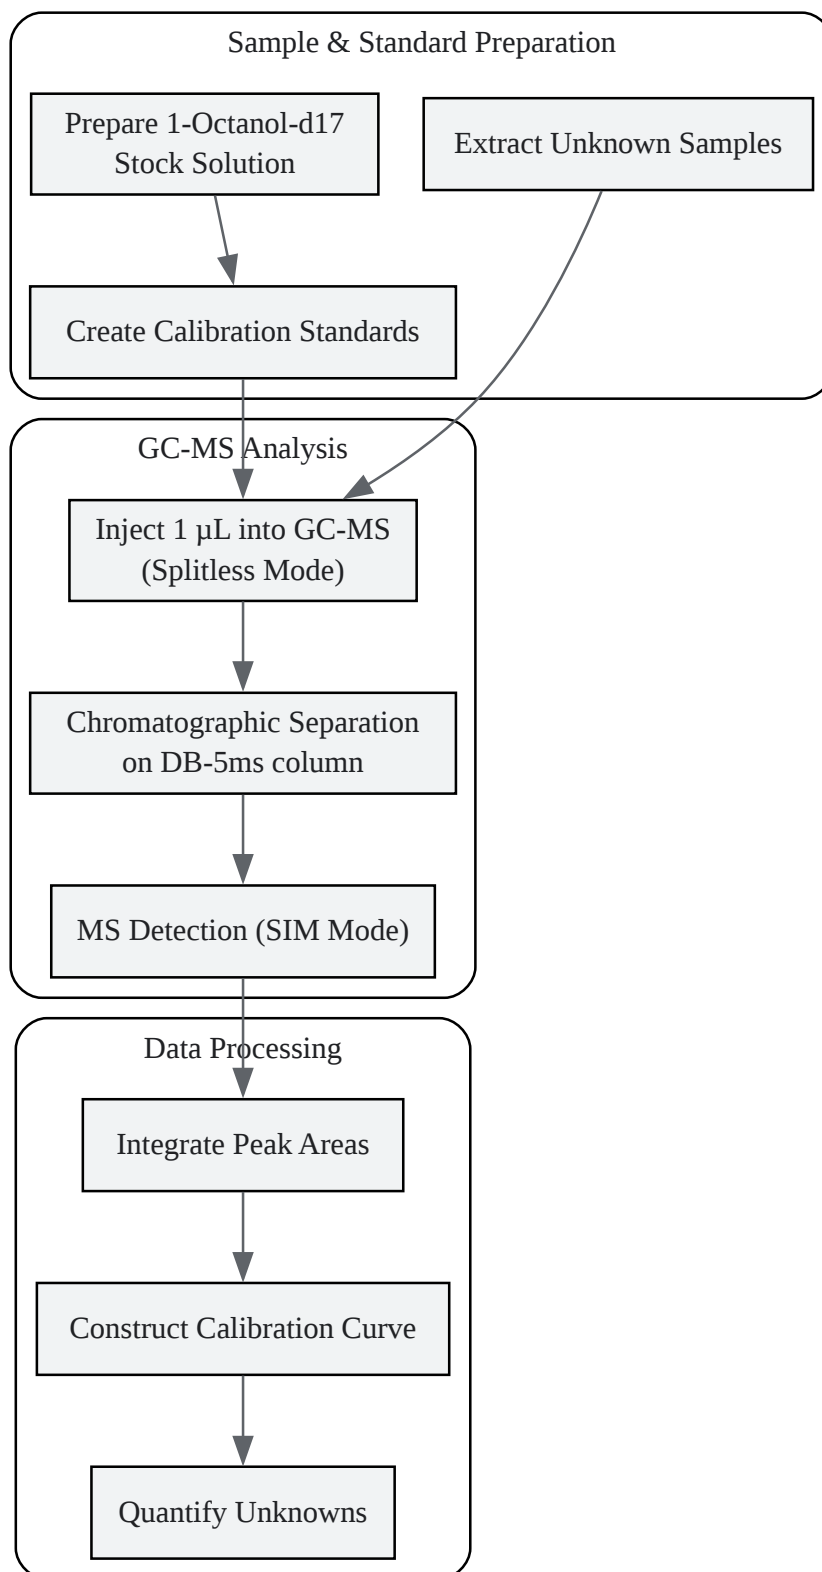 Sample & Standard Preparation
Prepare 1-Octanol-d17
Stock Solution
Extract Unknown Samples
Create Calibration Standards
GC-MS Analysis
Inject 1 µL into GC-MS
(Splitless Mode)
Chromatographic Separation
on DB-5ms column
MS Detection (SIM Mode)
Data Processing
Integrate Peak Areas
Construct Calibration Curve
Quantify Unknowns